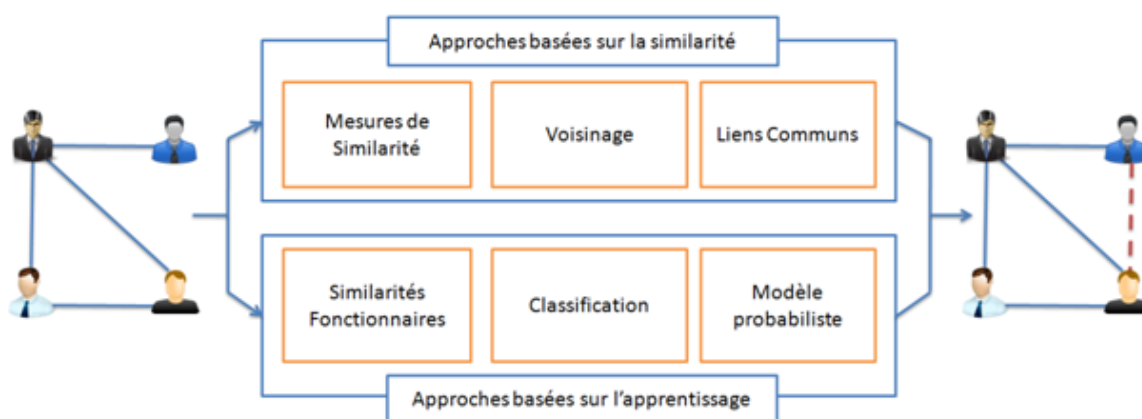 Approches basées sur la similarité
Mesures de
Similarité
Voisinage
Liens Communs
Similarités
Fonctionnaires
Classification
Modèle
probabiliste
Approches basées sur l'apprentissage